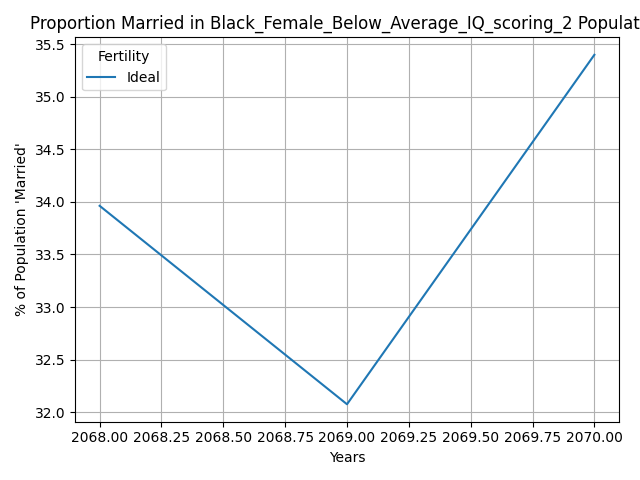 Proportion Married in Black_Female_Below_Average_IQ_scoring_2 Populat
Fertility
Ideal
35.5
35.0
34.5
34.0
33.5
33.0
32.5
32.0
% of Population 'Married'
2068.00 2068.25 2068.50 2068.75 2069.00 2069.25 2069.50 2069.75 2070.00
Years